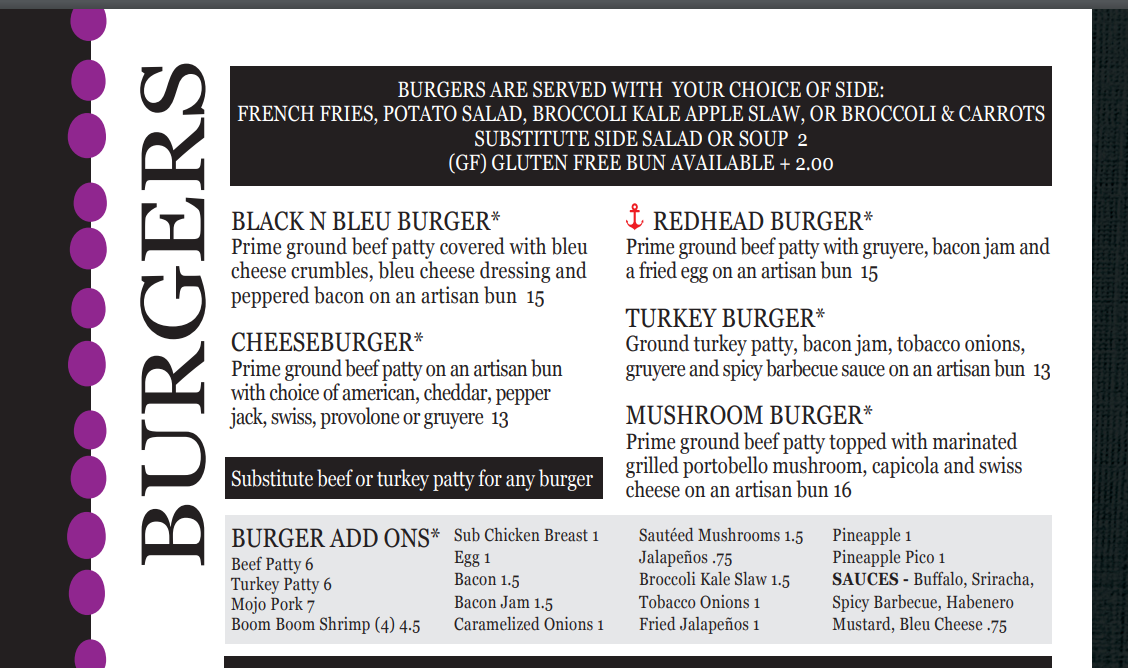 BURGERS
BURGERS ARE SERVED WITH YOUR CHOICE OF SIDE:
FRENCH FRIES, POTATO SALAD, BROCCOLI KALE APPLE SLAW, OR BROCCOLI & CARROTS
SUBSTITUTE SIDE SALAD OR SOUP 2
(GF) GLUTEN FREE BUN AVAILABLE + 2.00
BLACK N BLEU BURGER*
Prime ground beef patty covered with bleu
cheese crumbles, bleu cheese dressing and
peppered bacon on an artisan bun 15
CHEESEBURGER*
Prime ground beef patty on an artisan bun
with choice of american, cheddar, pepper
jack, swiss, provolone or gruyere 13
Substitute beef or turkey patty for any burger
REDHEAD BURGER*
Prime ground beef patty with gruyere, bacon jam and
a fried egg on an artisan bun 15
TURKEY BURGER*
Ground turkey patty, bacon jam, tobacco onions,
gruyere and spicy barbecue sauce on an artisan bun 13
MUSHROOM BURGER*
Prime ground beef patty topped with marinated
grilled portobello mushroom, capicola and swiss
cheese on an artisan bun 16
BURGER ADD ONS*
Beef Patty 6
Turkey Patty 6
Mojo Pork 7
Boom Boom Shrimp (4) 4.5
Sub Chicken Breast 1
Egg 1
Bacon 1.5
Bacon Jam 1.5
Caramelized Onions 1
Sautéed Mushrooms 1.5
Jalapeños .75
Broccoli Kale Slaw 1.5
Tobacco Onions 1
Fried Jalapeños 1
Pineapple 1
Pineapple Pico 1
SAUCES - Buffalo, Sriracha,
Spicy Barbecue, Habenero
Mustard, Bleu Cheese .75